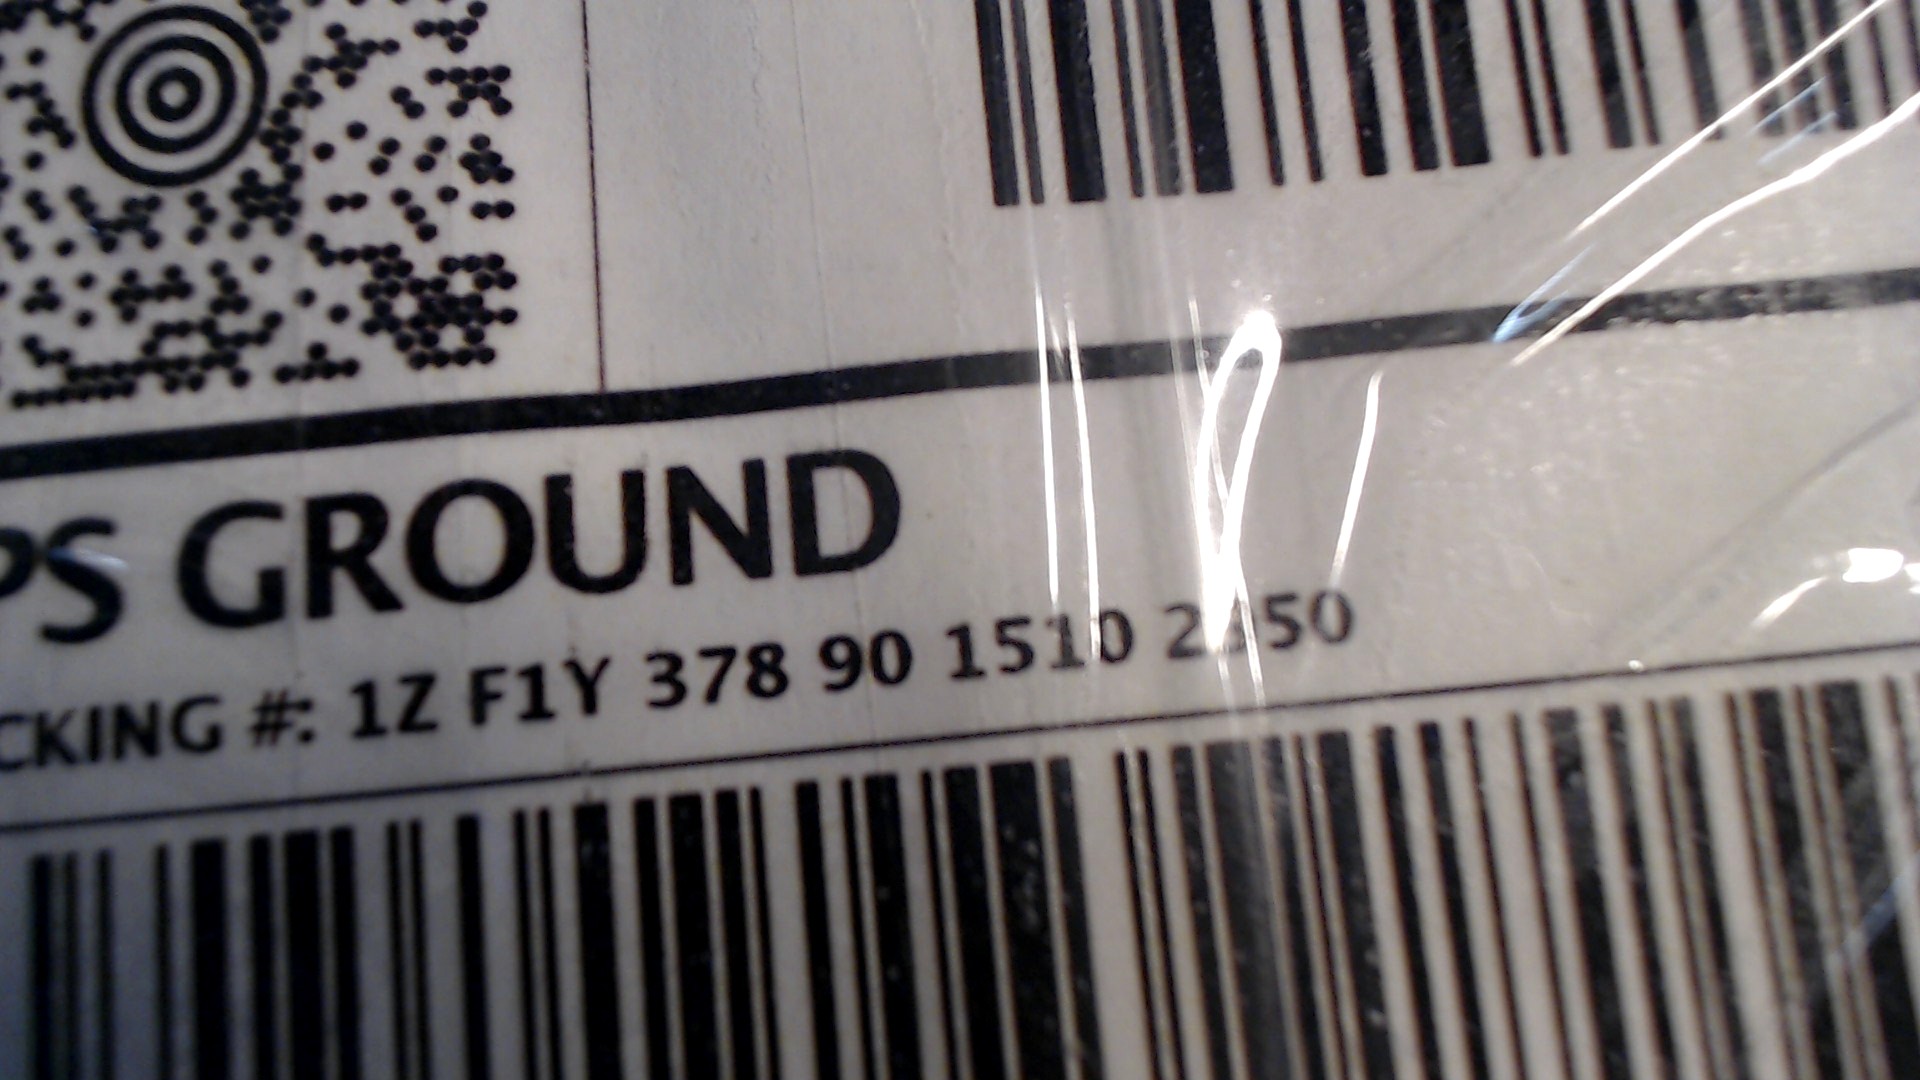 PS GROUND
CKING #: 1Z F1Y 378 90 1510